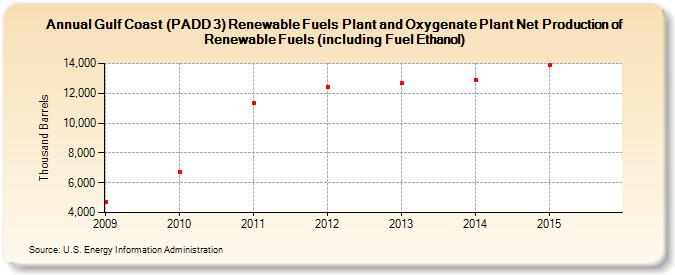 Annual Gulf Coast (PADD 3) Renewable Fuels Plant and Oxygenate Plant Net Production of
Renewable Fuels (including Fuel Ethanol)
Thousand Barrels
14,000
12,000
10,000
8,000
6,000
4,000
2009 2010 2011 2012 2013 2014 2015
Source: U.S. Energy Information Administration